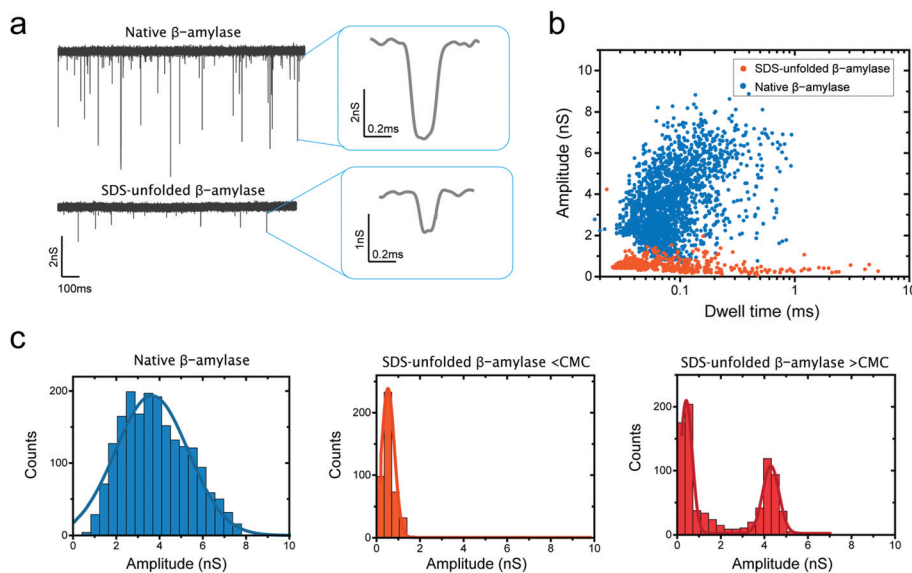 a
Native β−amylase
2nS
0.2ms
SDS-unfolded β−amylase
2nS
100ms
1nS
0.2ms
b
SDS-unfolded β−amylase
Native β−amylase
Amplitude (nS)
10
8
6
4
2
0
0.1
1
10
Dwell time (ms)
c
Native β−amylase
Counts
200
100
0
0
2
4
6
8
10
Amplitude (nS)
SDS-unfolded β−amylase <CMC
Counts
200
100
0
0
2
4
6
8
10
Amplitude (nS)
SDS-unfolded β−amylase >CMC
Counts
200
100
0
0
2
4
6
8
10
Amplitude (nS)